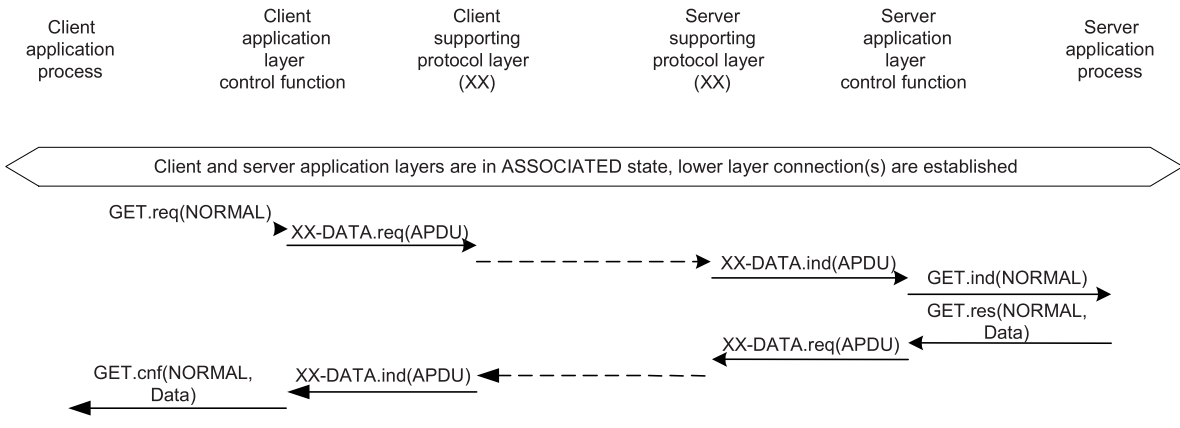 Client
application
process
Client
application
layer
control function
Client
supporting
protocol layer
(XX)
Server
supporting
protocol layer
(XX)
Server
application
layer
control function
Server
application
process
Client and server application layers are in ASSOCIATED state, lower layer connection(s) are established
GET.req(NORMAL)
XX-DATA.req(APDU)
XX-DATA.ind(APDU)
GET.ind(NORMAL)
GET.res(NORMAL,
Data)
XX-DATA.req(APDU)
XX-DATA.ind(APDU)
GET.cnf(NORMAL,
Data)